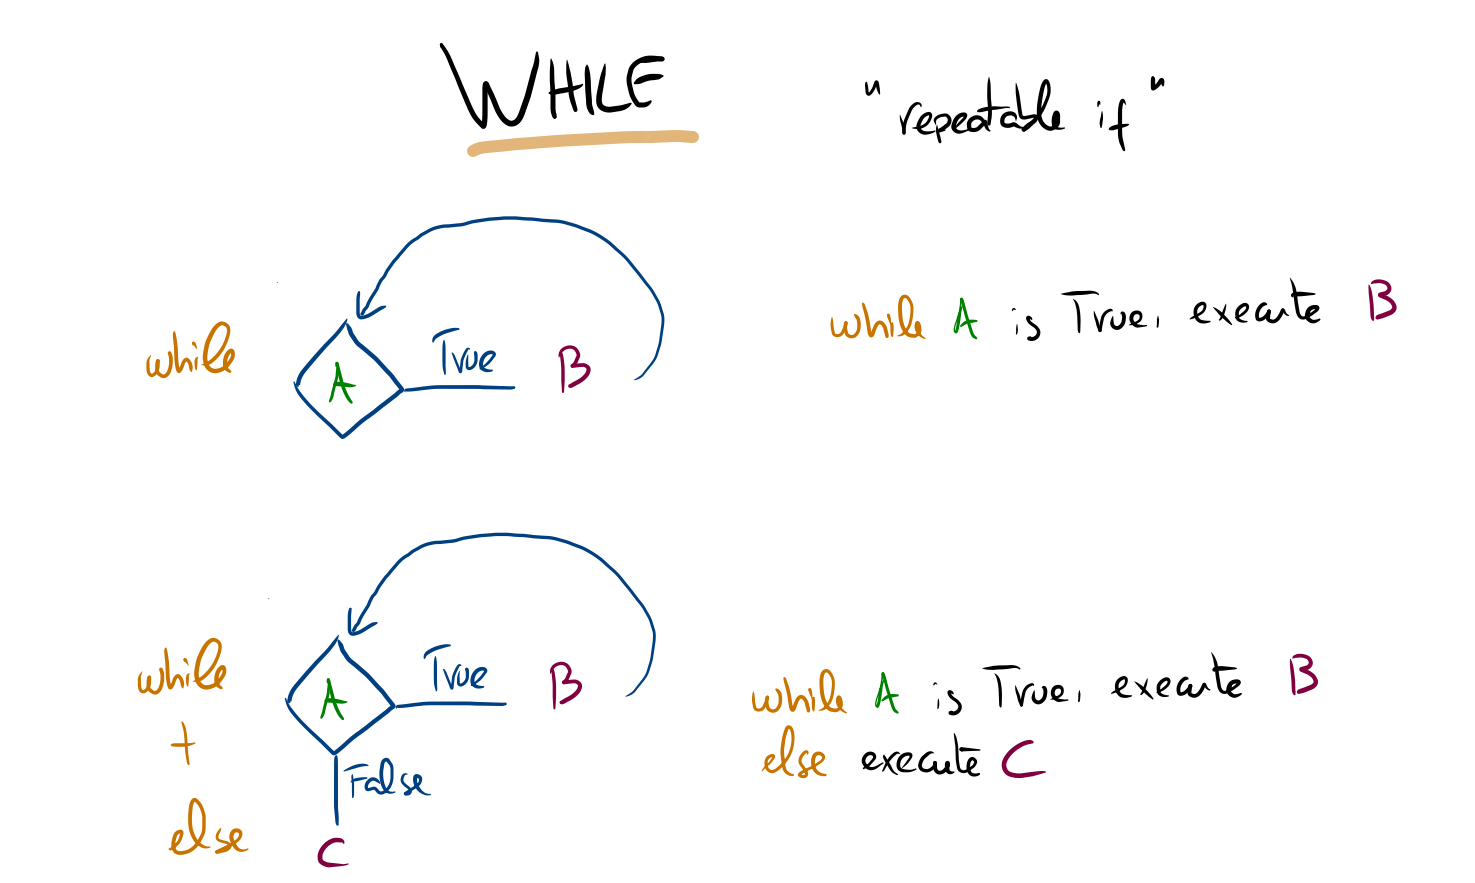 WHILE
"repeatable if"
while
A
True
B
while A is True, execute B
while
+
else
A
True
B
False
C
while A is True, execute B
else execute C